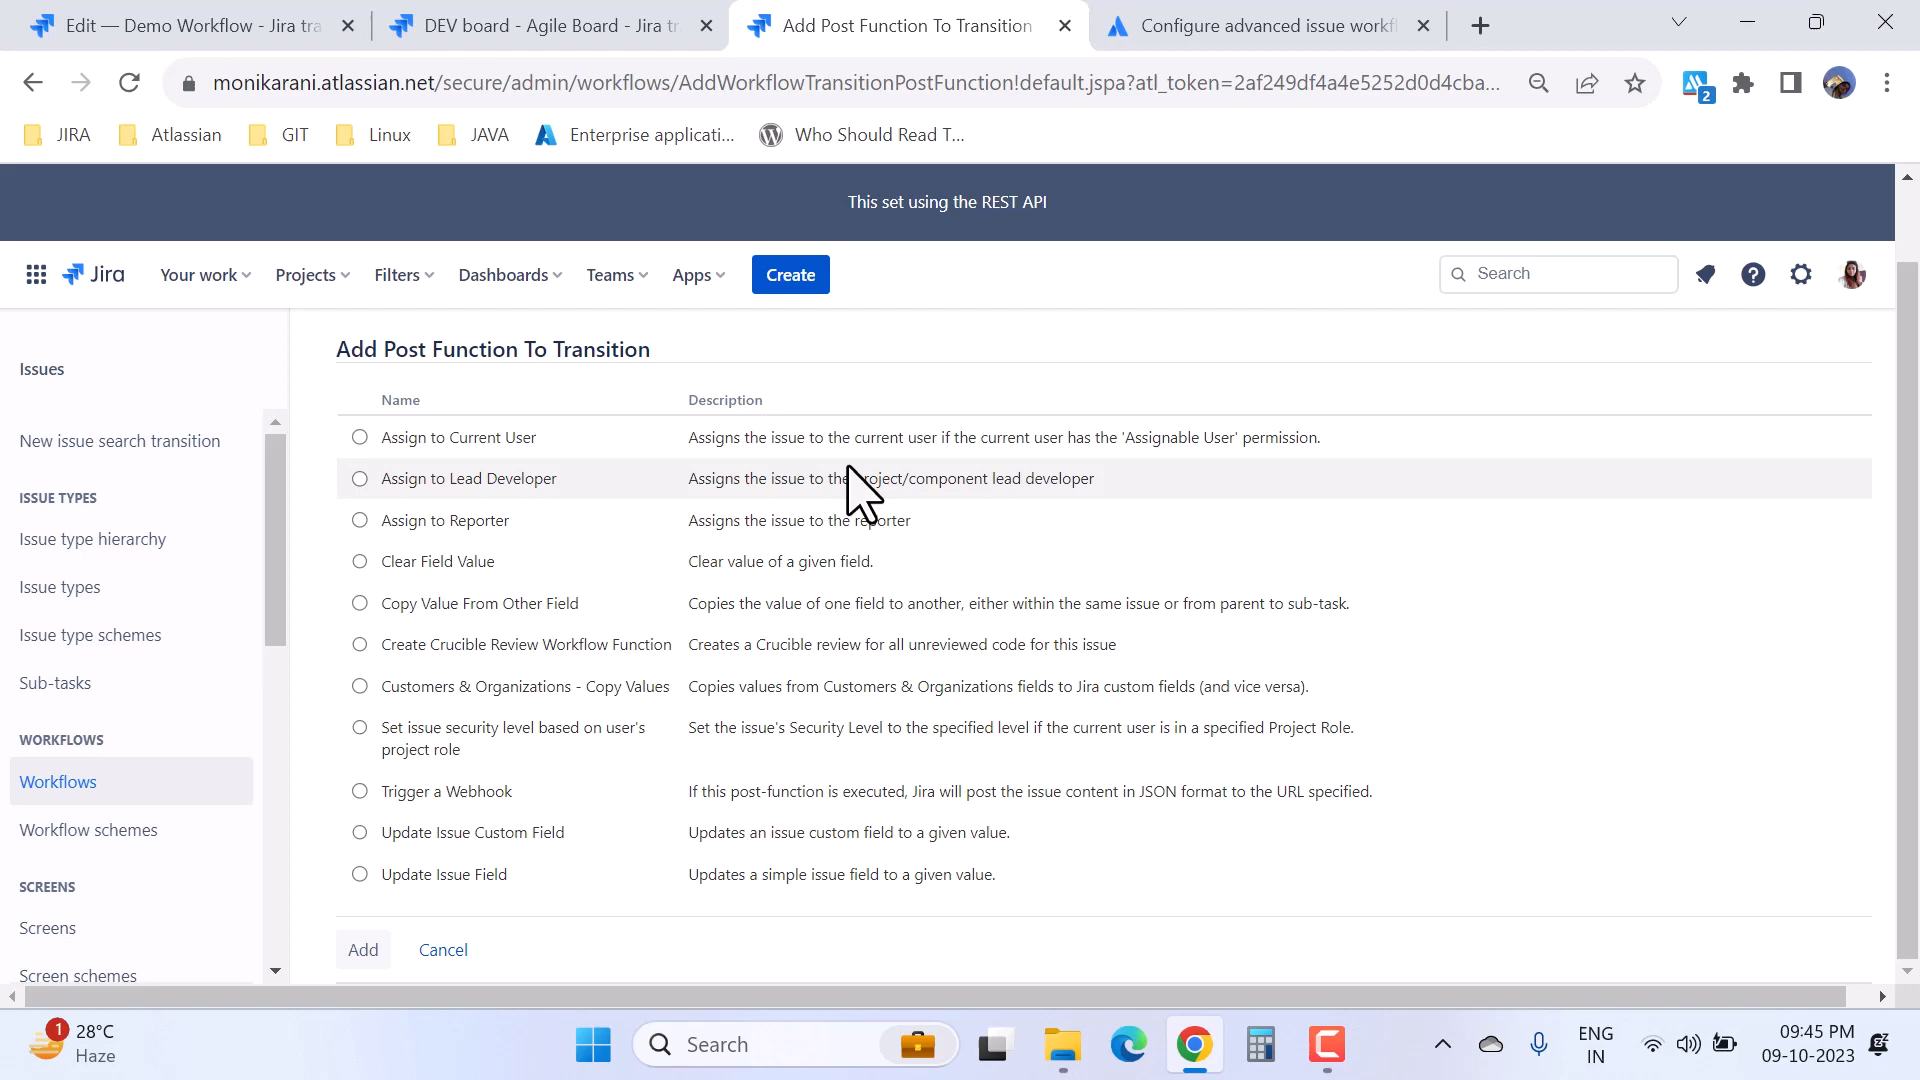 Edit — Demo Workflow - Jira tra
DEV board - Agile Board - Jira tr
Add Post Function To Transition
Configure advanced issue workfl
monikarani.atlassian.net/secure/admin/workflows/AddWorkflowTransitionPostFunction!default.jspa?atl_token=2af249df4a4e5252d0d4cba...
2
JIRA
Atlassian
GIT
Linux
JAVA
Enterprise applicati...
Who Should Read T...
This set using the REST API
Jira
Your work
Projects
Filters
Dashboards
Teams
Apps
Create
Search
Issues
New issue search transition
ISSUE TYPES
Issue type hierarchy
Issue types
Issue type schemes
Sub-tasks
WORKFLOWS
Workflows
Workflow schemes
SCREENS
Screens
Screen schemes
Add Post Function To Transition
Name Description
Assign to Current User Assigns the issue to the current user if the current user has the 'Assignable User' permission.
Assign to Lead Developer Assigns the issue to the project/component lead developer
Assign to Reporter Assigns the issue to the reporter
Clear Field Value Clear value of a given field.
Copy Value From Other Field Copies the value of one field to another, either within the same issue or from parent to sub-task.
Create Crucible Review Workflow Function Creates a Crucible review for all unreviewed code for this issue
Customers & Organizations - Copy Values Copies values from Customers & Organizations fields to Jira custom fields (and vice versa).
Set issue security level based on user's Set the issue's Security Level to the specified level if the current user is in a specified Project Role.
project role
Trigger a Webhook If this post-function is executed, Jira will post the issue content in JSON format to the URL specified.
Update Issue Custom Field Updates an issue custom field to a given value.
Update Issue Field Updates a simple issue field to a given value.
Add Cancel
1
28°C
Haze
Search
ENG
IN
09:45 PM
09-10-2023